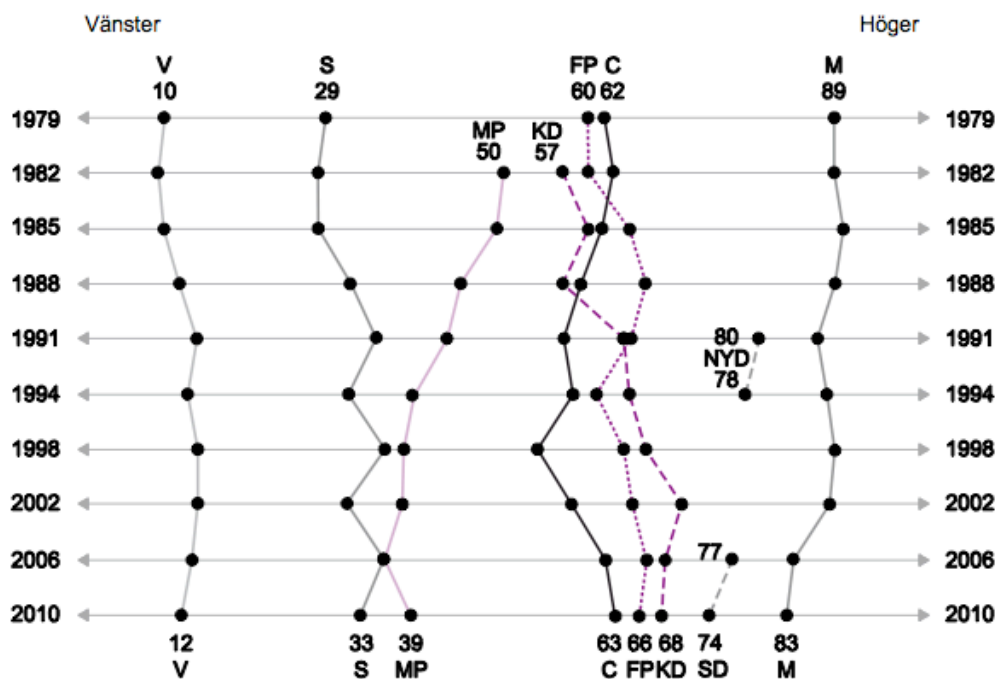 Vänster Höger
V S FP C M
10 29 60 62 89
1979 1979
MP KD
50 57
1982 1982
1985 1985
1988 1988
1991 80 1991
NYD
78
1994 1994
1998 1998
2002 2002
2006 77 2006
2010 2010
12 33 39 63 66 68 74 83
V S MP C FP KD SD M